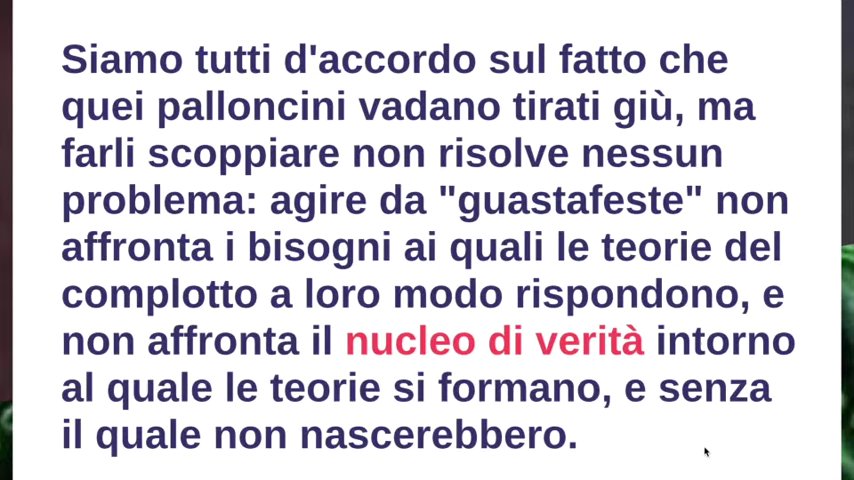 Siamo tutti d'accordo sul fatto che
quei palloncini vadano tirati giù, ma
farli scoppiare non risolve nessun
problema: agire da "guastafeste" non
affronta i bisogni ai quali le teorie del
complotto a loro modo rispondono, e
non affronta il nucleo di verità intorno
al quale le teorie si formano, e senza
il quale non nascerebbero.